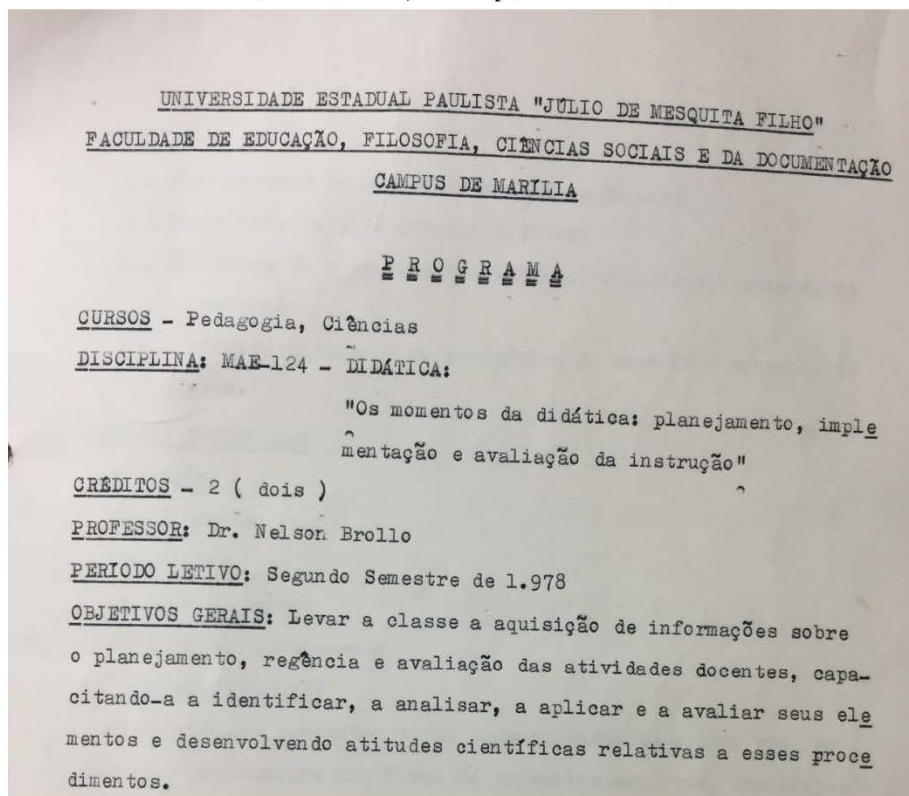 UNIVERSIDADE ESTADUAL PAULISTA "JÚLIO DE MESQUITA FILHO"
FACULDADE DE EDUCAÇÃO, FILOSOFIA, CIÊNCIAS SOCIAIS E DA DOCUMENTAÇÃO
CAMPUS DE MARÍLIA
P R O G R A M A
CURSOS - Pedagogia, Ciências
DISCIPLINA: MAE-124 - DIDÁTICA:
"Os momentos da didática: planejamento, imple
mentação e avaliação da instrução"
CRÉDITOS - 2 ( dois )
PROFESSOR: Dr. Nelson Brollo
PERIODO LETIVO: Segundo Semestre de 1.978
OBJETIVOS GERAIS: Levar a classe a aquisição de informações sobre
o planejamento, regência e avaliação das atividades docentes, capa-
citando-a a identificar, a analisar, a aplicar e a avaliar seus ele
mentos e desenvolvendo atitudes científicas relativas a esses proce
dimentos.